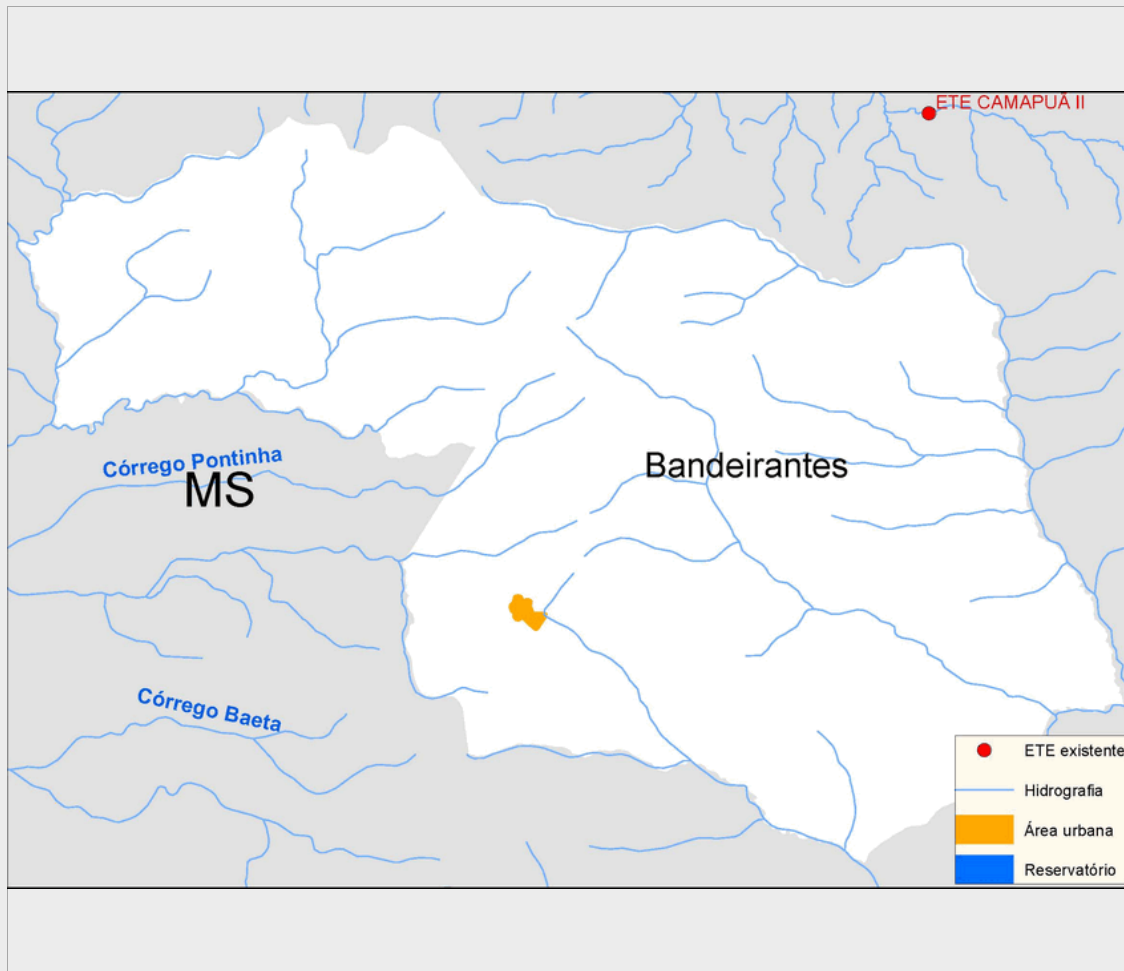 ETE CAMAPUÃ II
Córrego Pontinha
MS
Bandeirantes
Córrego Baeta
ETE existente
Hidrografia
Área urbana
Reservatório